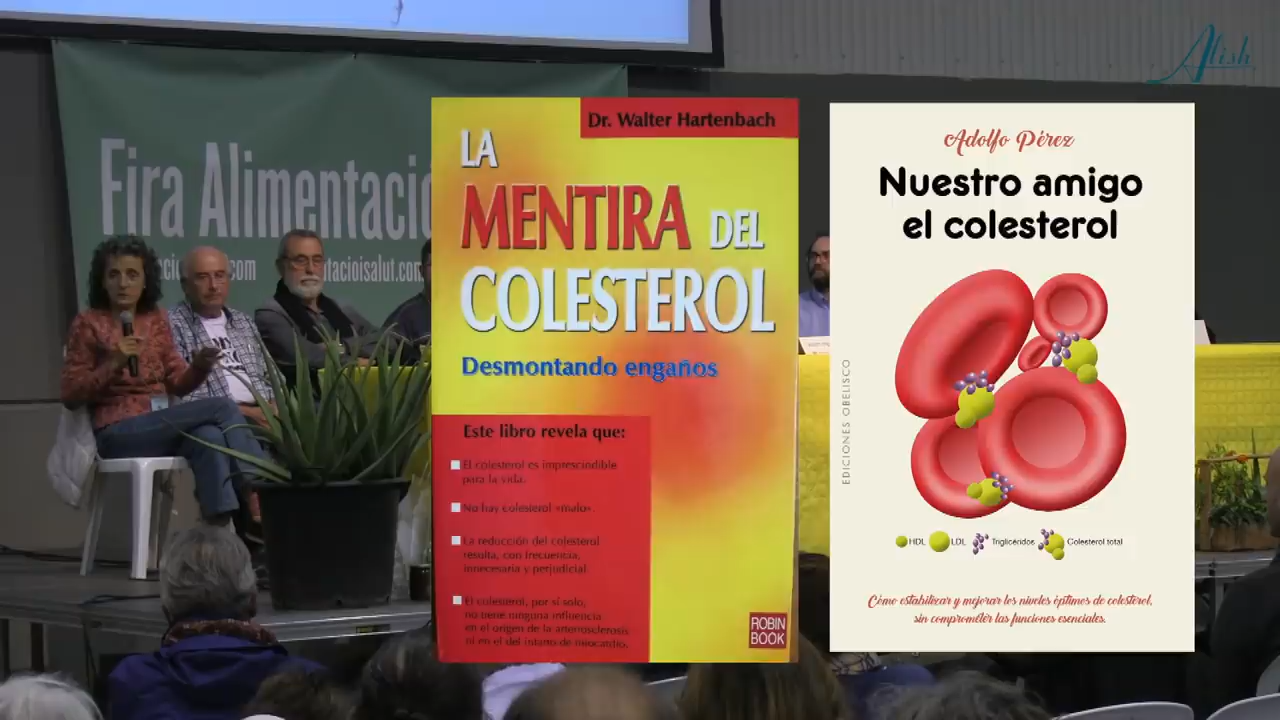 Alish
Fira Alimentació
tacioisalut.com
Dr. Walter Hartenbach
LA
MENTIRA DEL
COLESTEROL
Desmontando engaños
Este libro revela que:
El colesterol es imprescindible
para la vida.
No hay colesterol «malo».
La reducción del colesterol
resulta, con frecuencia,
innecesaria y perjudicial.
El colesterol, por sí solo,
no tiene ninguna influencia
en el origen de la arteriosclerosis
ni en el del infarto de miocardio.
ROBIN
BOOK
Adolfo Pérez
Nuestro amigo
el colesterol
EDICIONES OBELISCO
HDL LDL Triglicéridos Colesterol total
Cómo estabilizar y mejorar los niveles óptimos de colesterol,
sin comprometer las funciones esenciales.